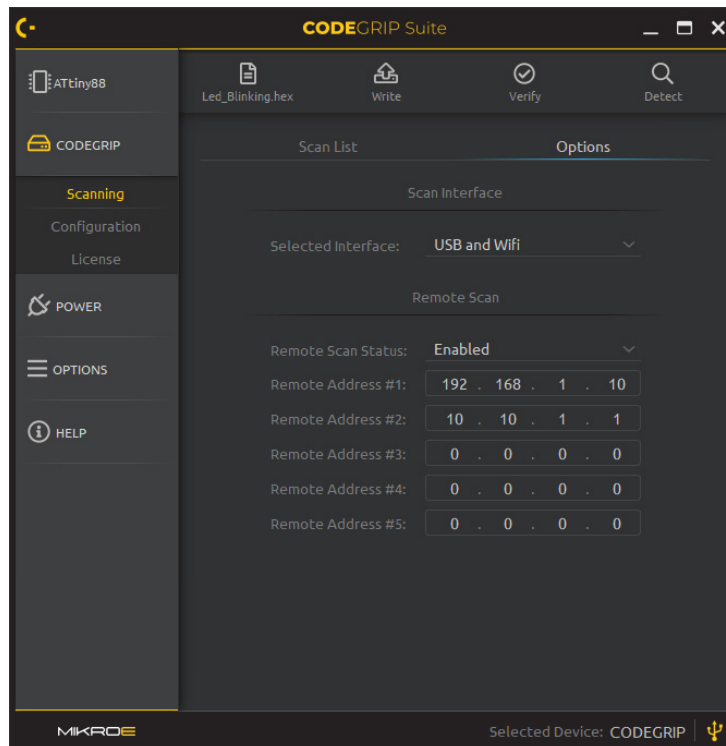 CODEGRIP Suite
ATtiny88
Led_Blinking.hex
Write
Verify
Detect
CODEGRIP
Scanning
Configuration
License
POWER
OPTIONS
HELP
Scan List
Options
Scan Interface
Selected Interface: USB and Wifi
Remote Scan
Remote Scan Status: Enabled
Remote Address #1: 192 . 168 . 1 . 10
Remote Address #2: 10 . 10 . 1 . 1
Remote Address #3: 0 . 0 . 0 . 0
Remote Address #4: 0 . 0 . 0 . 0
Remote Address #5: 0 . 0 . 0 . 0
MIKROE
Selected Device: CODEGRIP